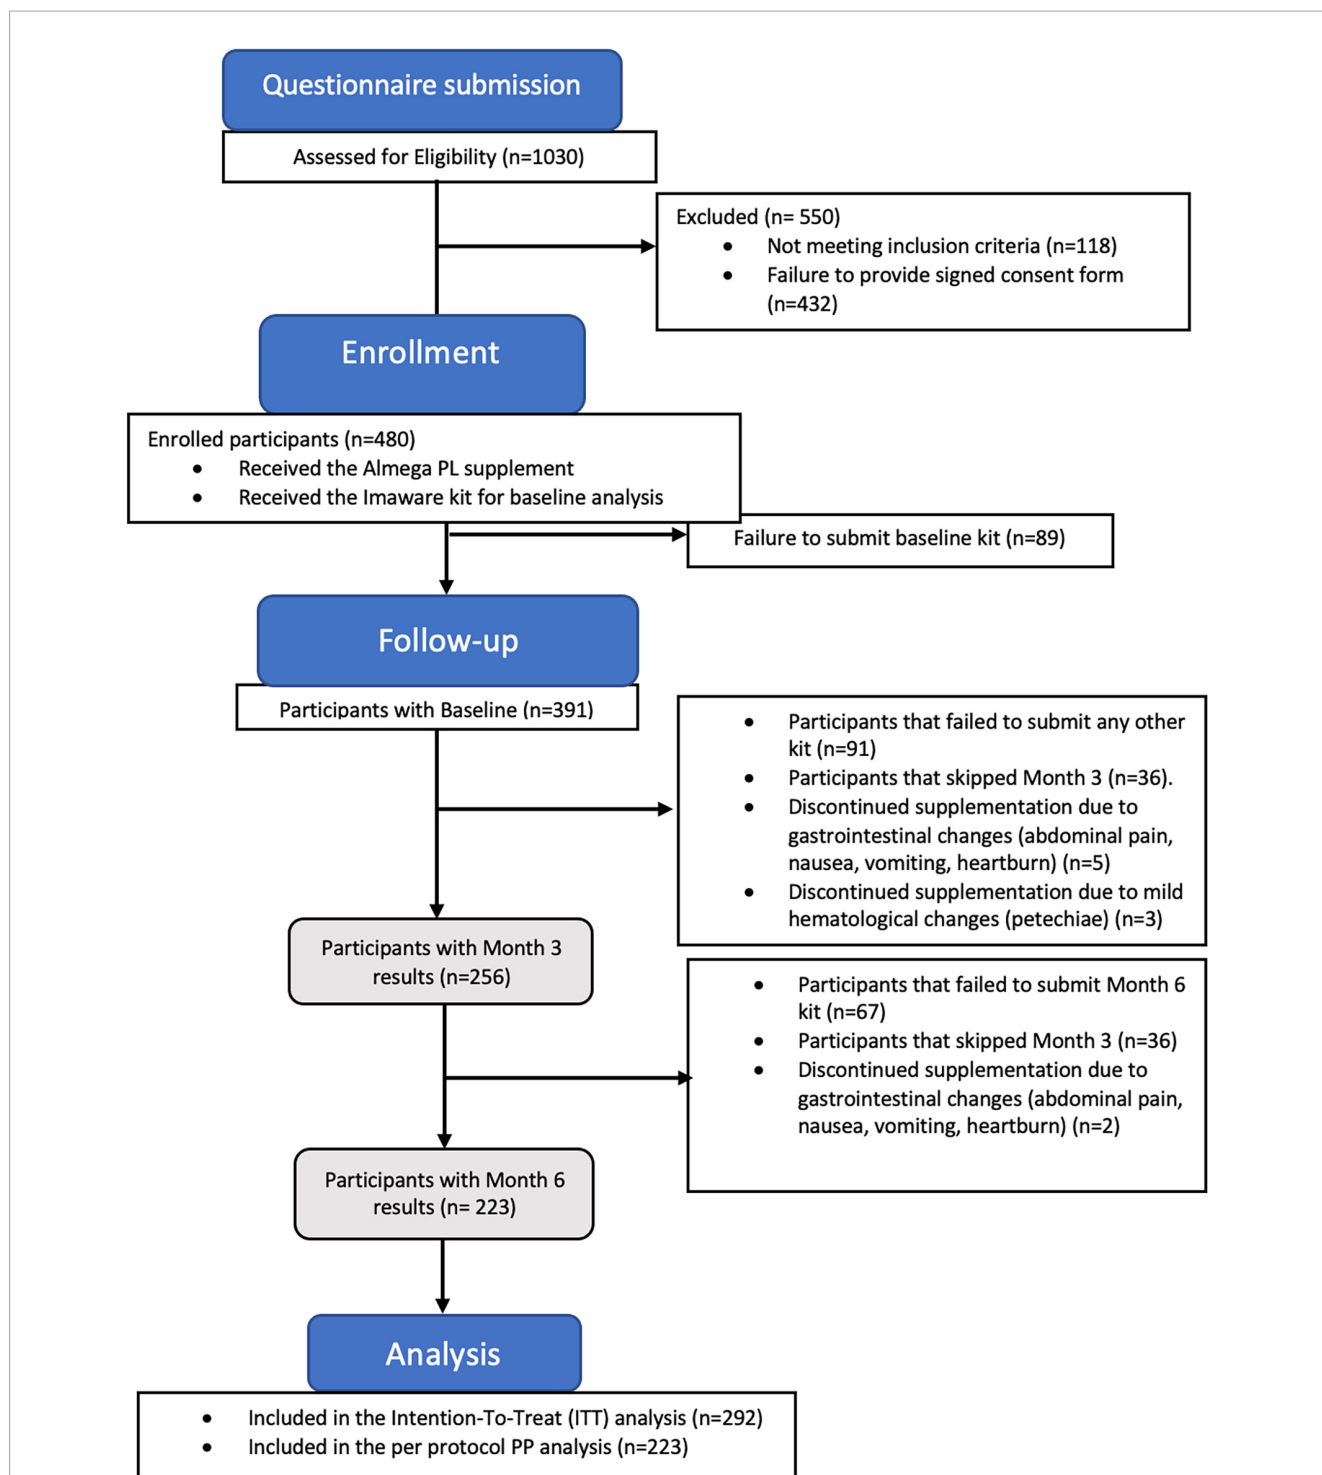 Questionnaire submission
Assessed for Eligibility (n=1030)
Excluded (n= 550)
• Not meeting inclusion criteria (n=118)
• Failure to provide signed consent form
(n=432)
Enrollment
Enrolled participants (n=480)
• Received the Almega PL supplement
• Received the Imaware kit for baseline analysis
Failure to submit baseline kit (n=89)
Follow-up
Participants with Baseline (n=391)
• Participants that failed to submit any other
kit (n=91)
• Participants that skipped Month 3 (n=36).
• Discontinued supplementation due to
gastrointestinal changes (abdominal pain,
nausea, vomiting, heartburn) (n=5)
• Discontinued supplementation due to mild
hematological changes (petechiae) (n=3)
Participants with Month 3
results (n=256)
• Participants that failed to submit Month 6
kit (n=67)
• Participants that skipped Month 3 (n=36)
• Discontinued supplementation due to
gastrointestinal changes (abdominal pain,
nausea, vomiting, heartburn) (n=2)
Participants with Month 6
results (n= 223)
Analysis
• Included in the Intention-To-Treat (ITT) analysis (n=292)
• Included in the per protocol PP analysis (n=223)